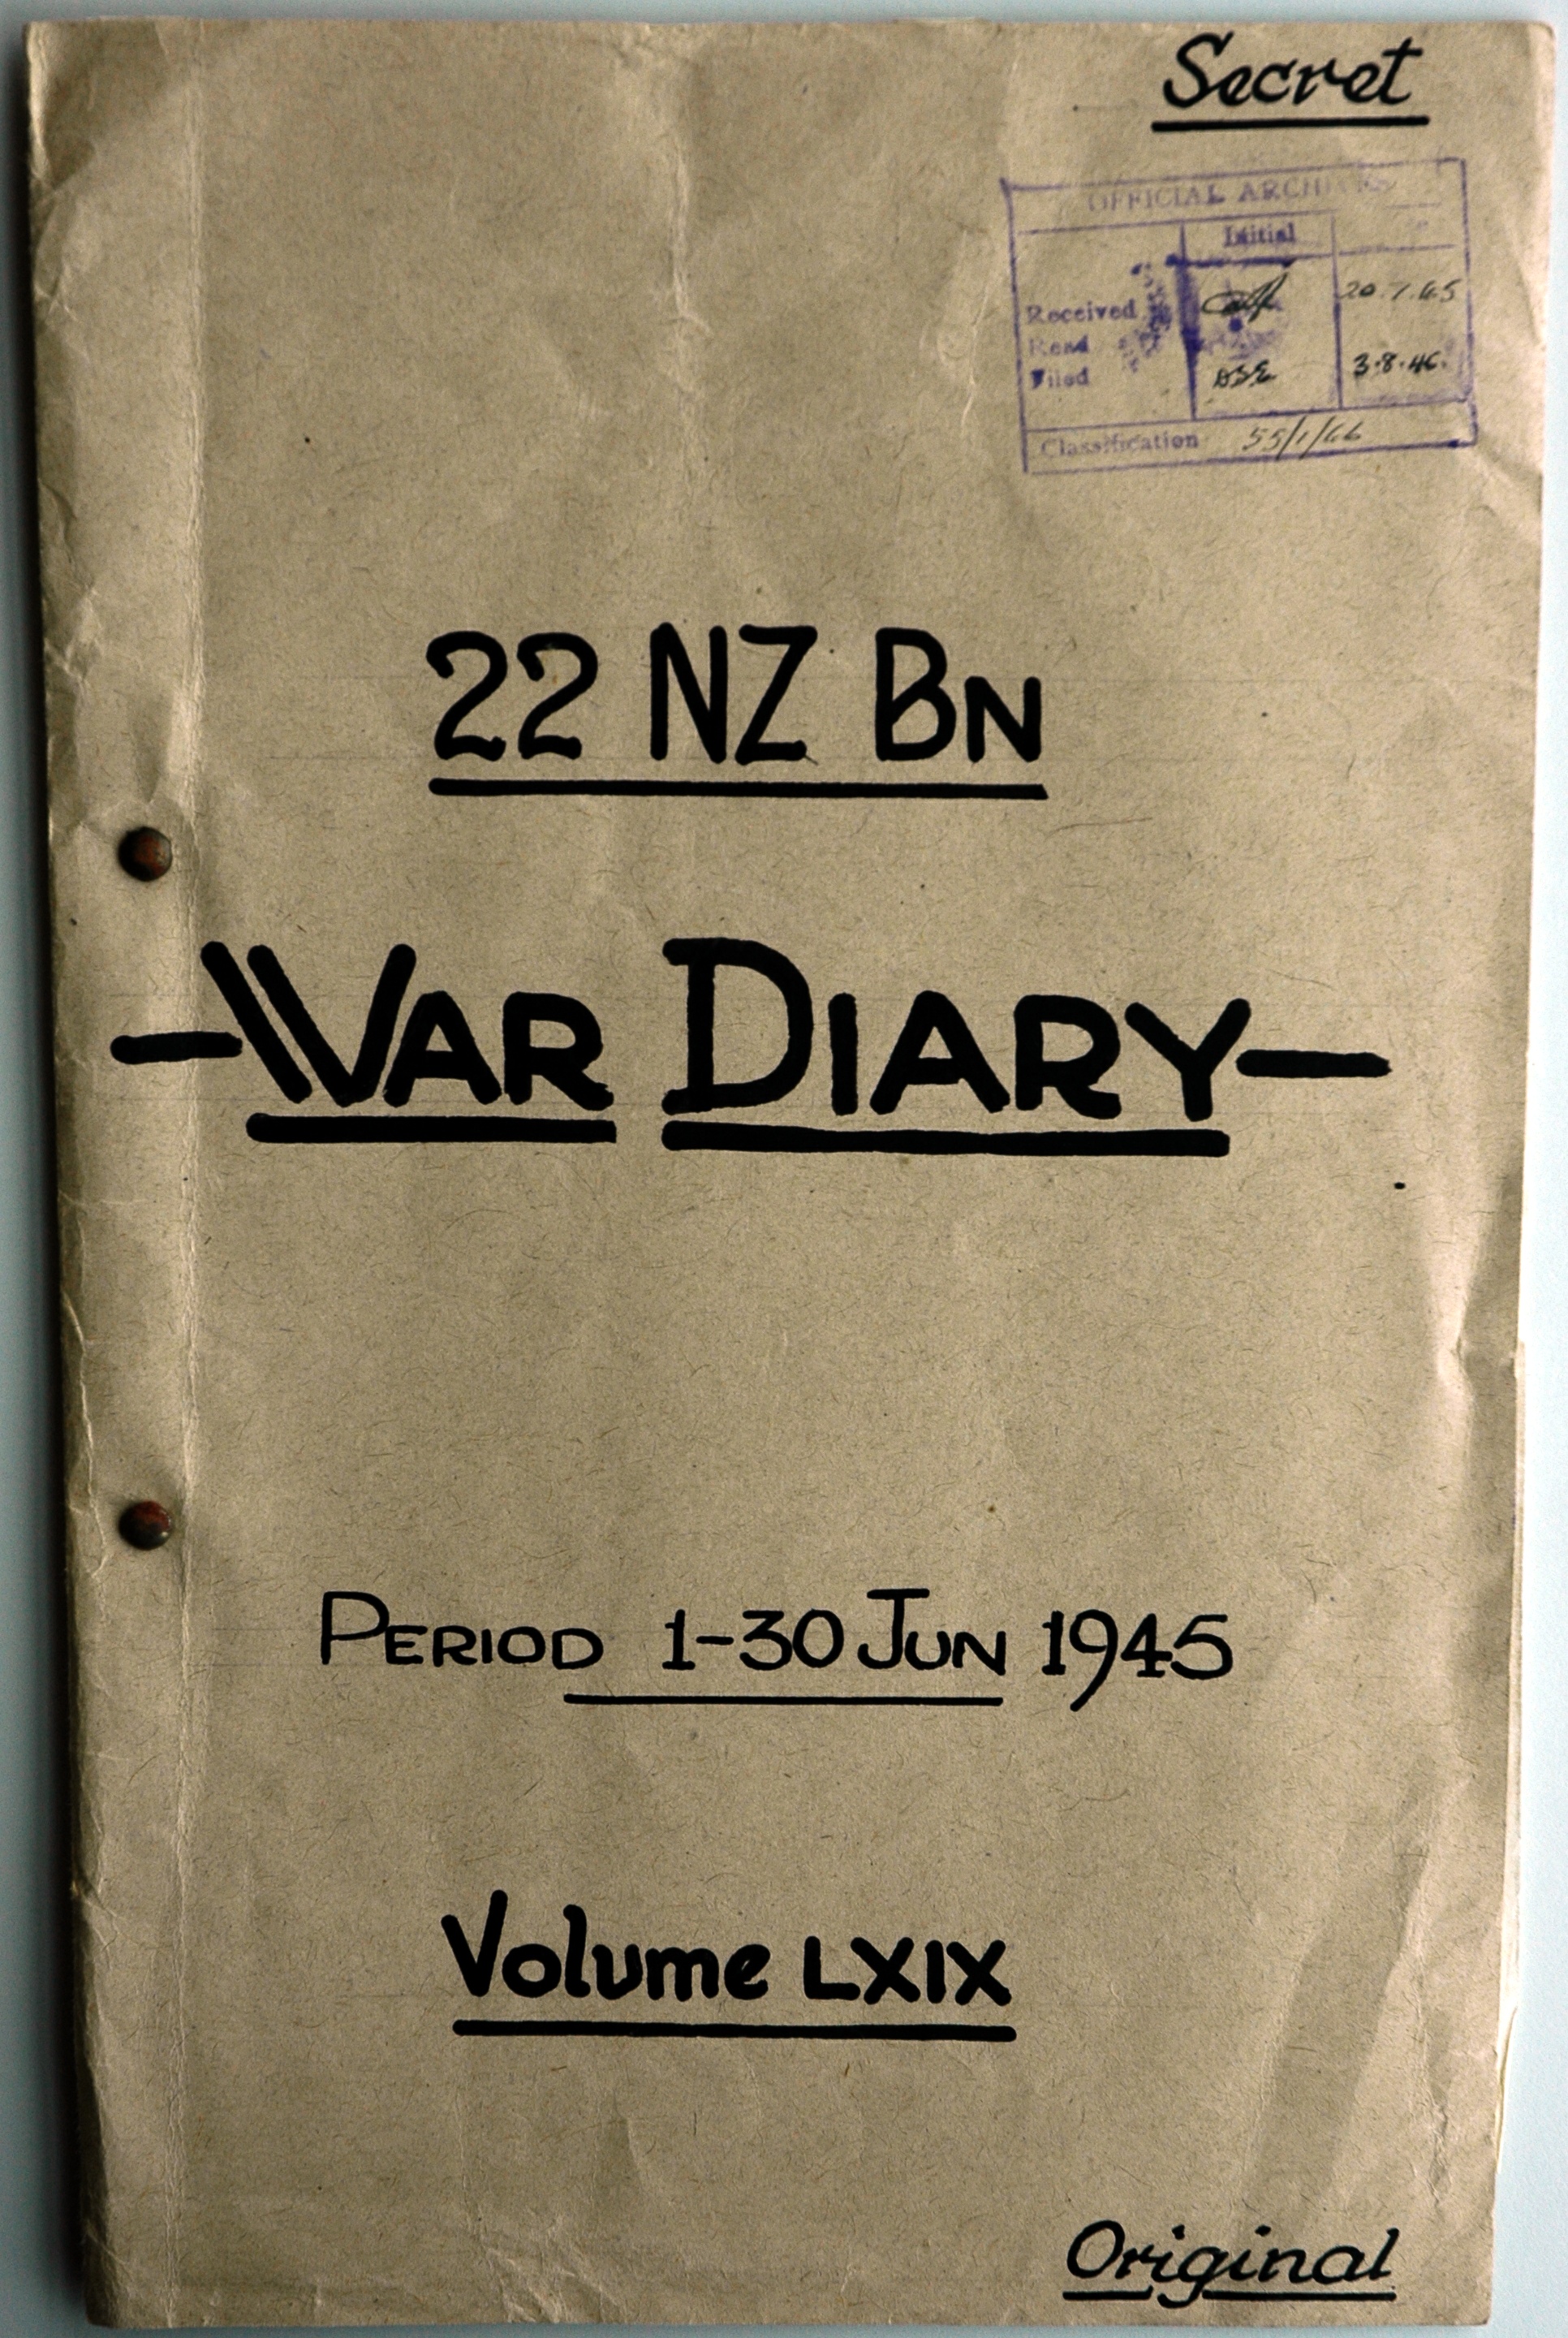 Secret
OFFICIAL ARCHIVES
Initial
Received 20.7.45
Read
Filed DSE 3.8.46.
Classification 55/1/66
22 NZ BN
-WAR DIARY-
PERIOD 1-30 JUN 1945
Volume LXIX
Original